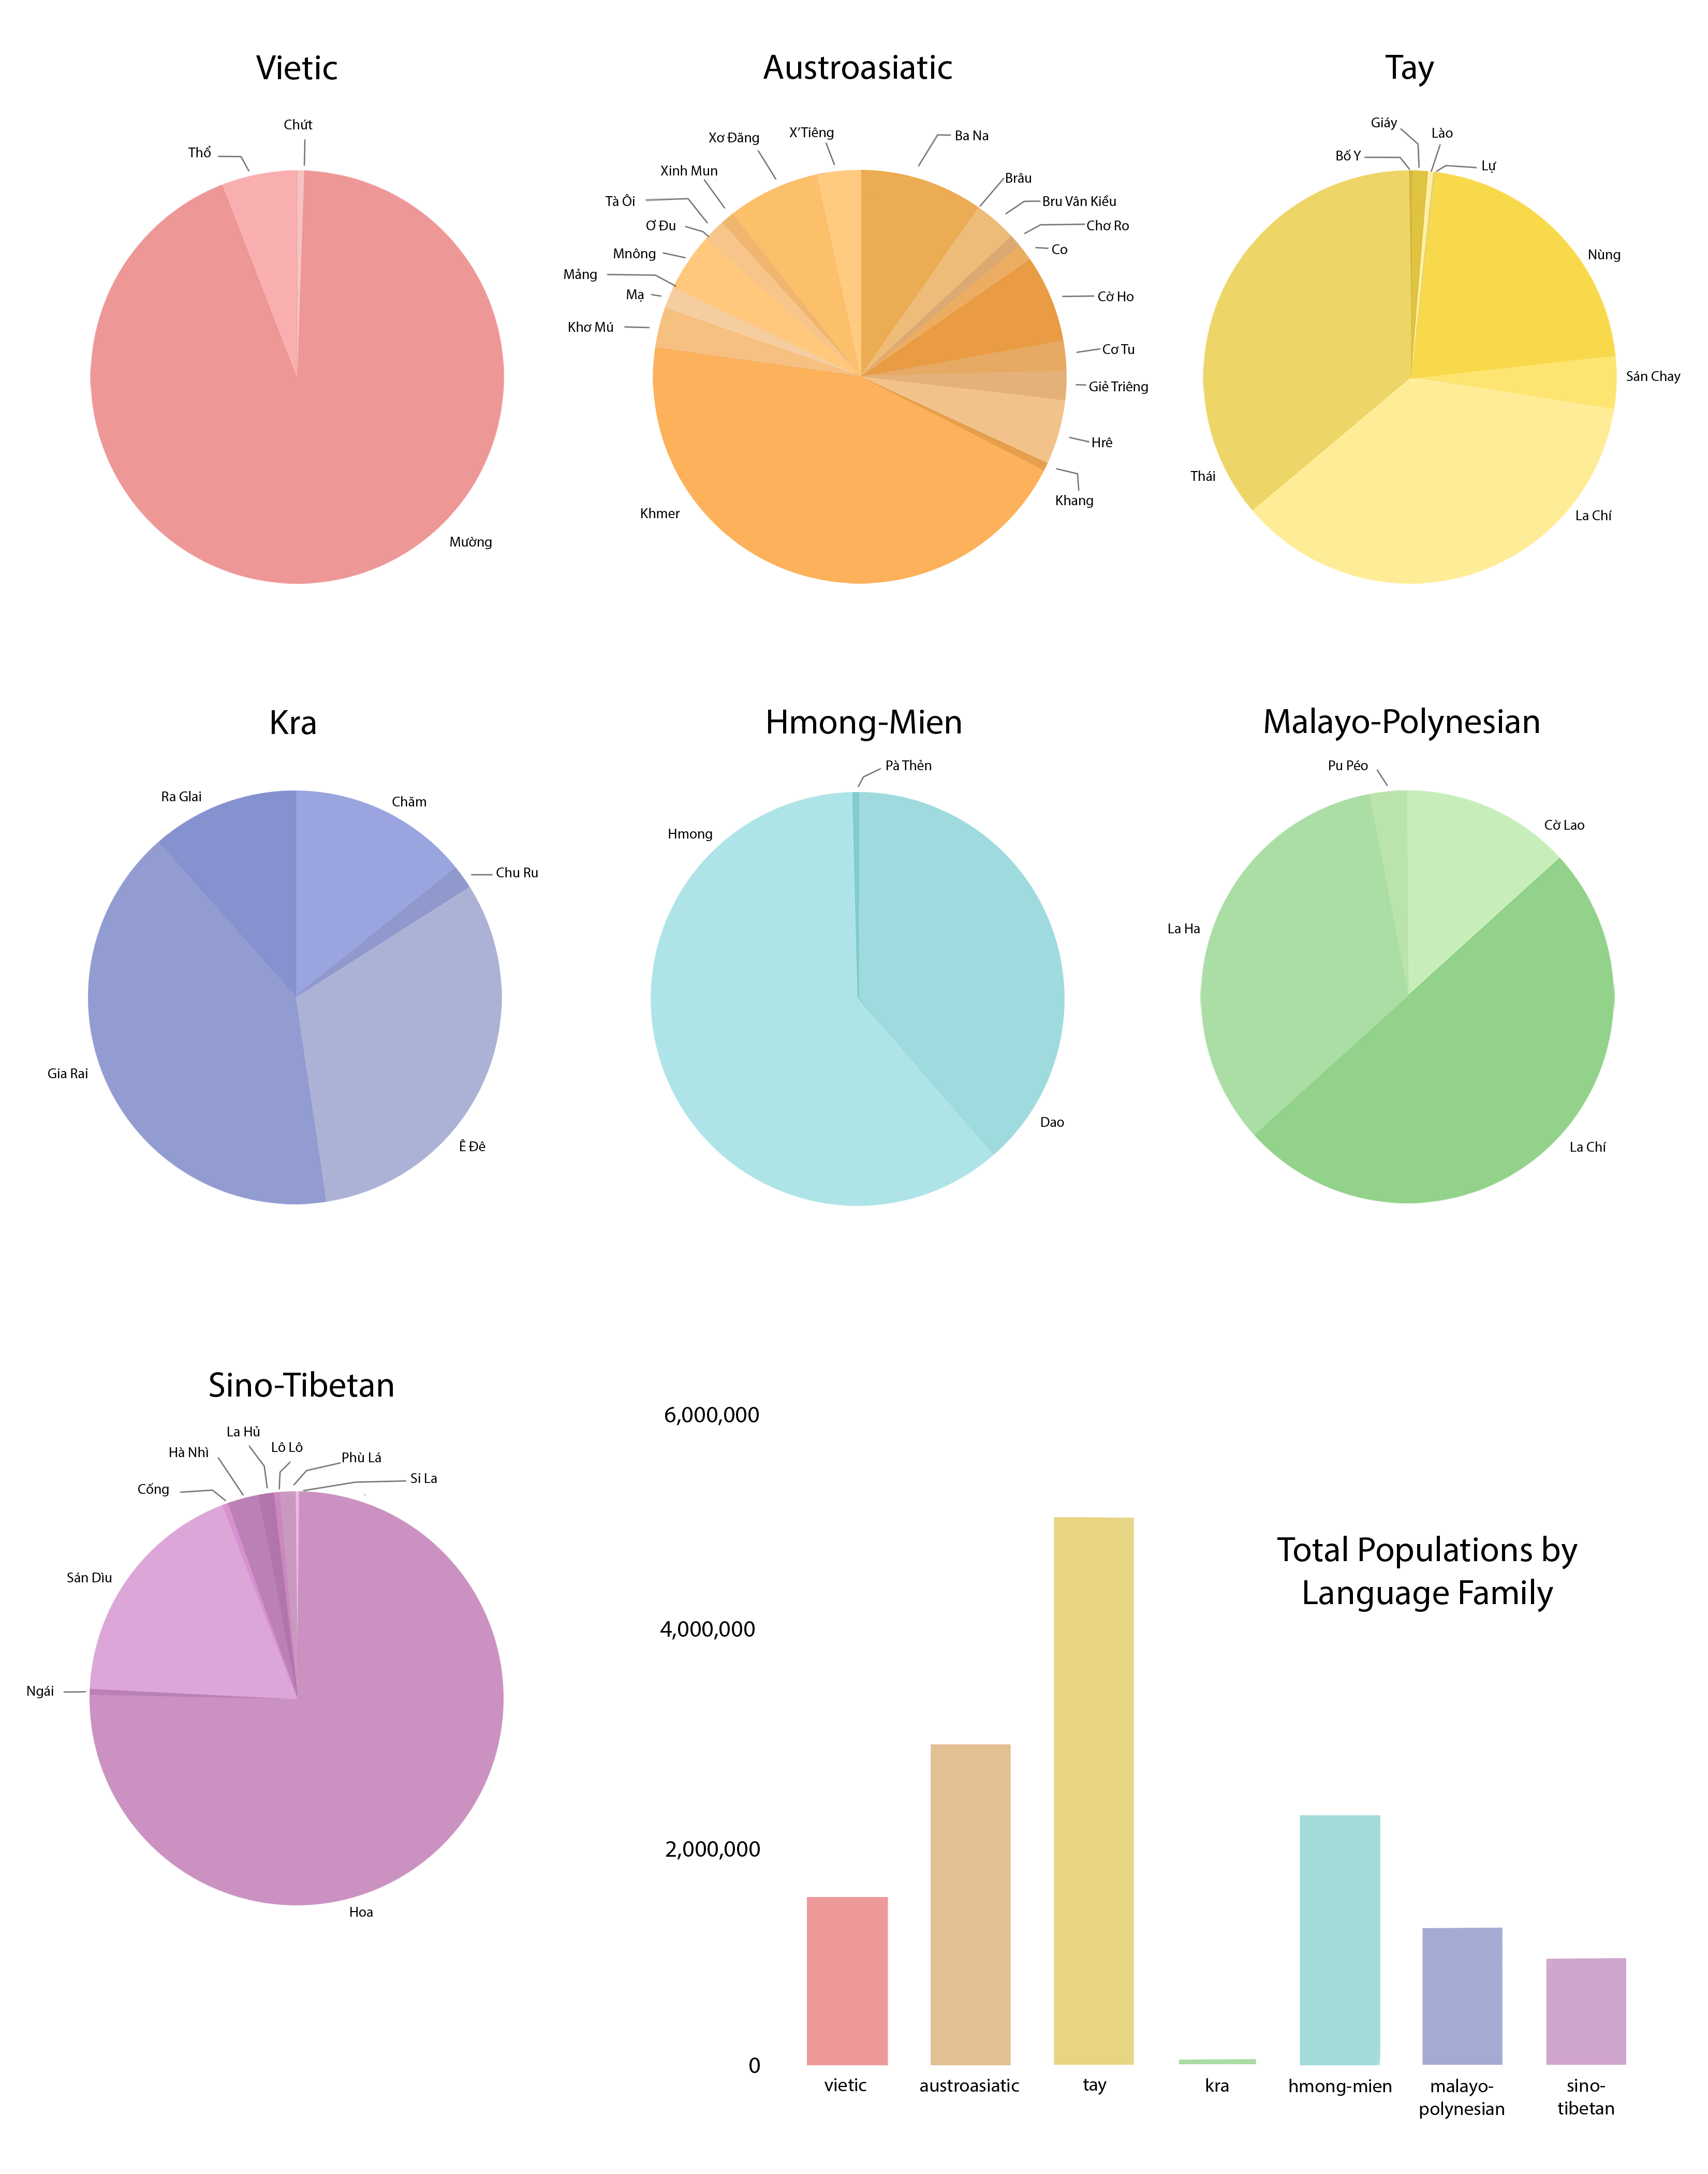 Vietic
Chứt
Thổ
Mường
Austroasiatic
Xơ Đăng
X'Tiêng
Ba Na
Xinh Mun
Brâu
Tà Ôi
Bru Vân Kiều
Ơ Đu
Chơ Ro
Mnông
Co
Mảng
Mạ
Cờ Ho
Khơ Mú
Cơ Tu
Giẻ Triêng
Hrê
Khang
Khmer
Tay
Giáy
Lào
Bố Y
Lự
Nùng
Sán Chay
Thái
La Chí
Kra
Ra Glai
Chăm
Chu Ru
Gia Rai
Ê Đê
Hmong-Mien
Pà Thẻn
Hmong
Dao
Malayo-Polynesian
Pu Péo
Cờ Lao
La Ha
La Chí
Sino-Tibetan
La Hủ
Lô Lô
Hà Nhì
Phù Lá
Si La
Cống
Sán Dìu
Ngái
Hoa
Total Populations by
Language Family
6,000,000
4,000,000
2,000,000
0
vietic
austroasiatic
tay
kra
hmong-mien
malayo-
polynesian
sino-
tibetan